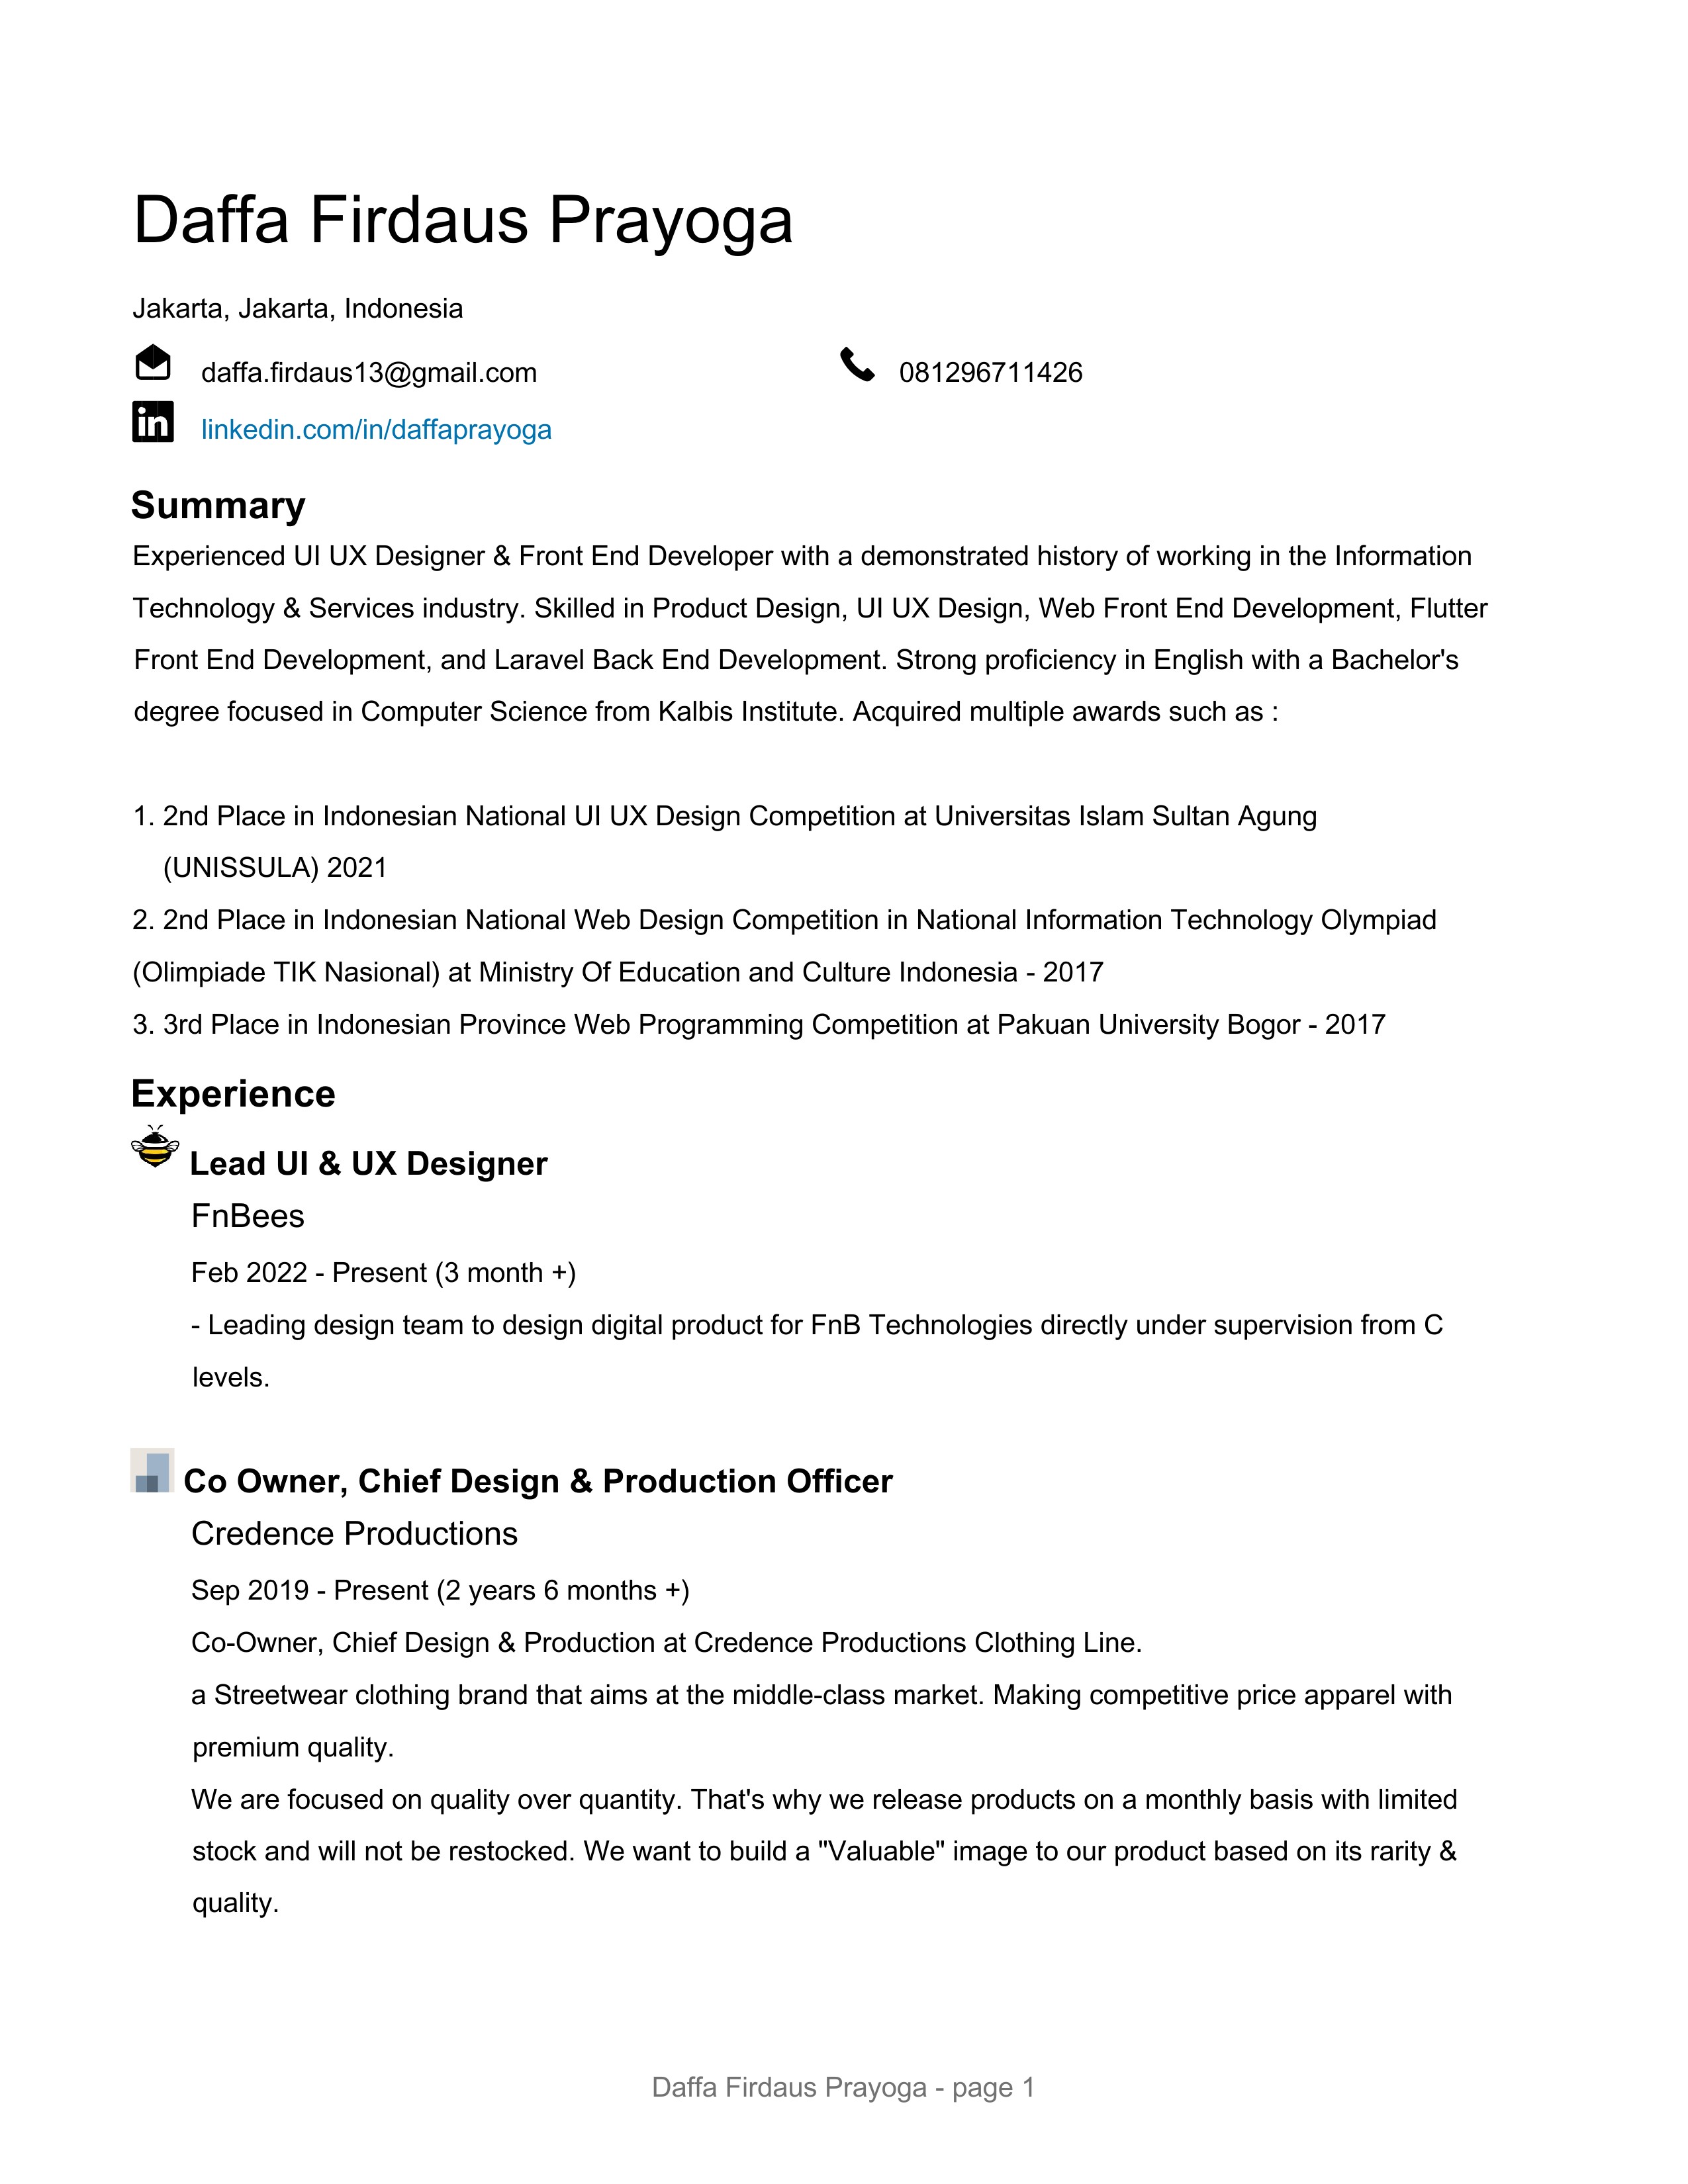 Daffa Firdaus Prayoga
Jakarta, Jakarta, Indonesia
daffa.firdaus13@gmail.com 081296711426
in linkedin.com/in/daffaprayoga
Summary
Experienced UI UX Designer & Front End Developer with a demonstrated history of working in the Information
Technology & Services industry. Skilled in Product Design, UI UX Design, Web Front End Development, Flutter
Front End Development, and Laravel Back End Development. Strong proficiency in English with a Bachelor's
degree focused in Computer Science from Kalbis Institute. Acquired multiple awards such as :
1. 2nd Place in Indonesian National UI UX Design Competition at Universitas Islam Sultan Agung
(UNISSULA) 2021
2. 2nd Place in Indonesian National Web Design Competition in National Information Technology Olympiad
(Olimpiade TIK Nasional) at Ministry Of Education and Culture Indonesia - 2017
3. 3rd Place in Indonesian Province Web Programming Competition at Pakuan University Bogor - 2017
Experience
Lead UI & UX Designer
FnBees
Feb 2022 - Present (3 month +)
- Leading design team to design digital product for FnB Technologies directly under supervision from C
levels.
Co Owner, Chief Design & Production Officer
Credence Productions
Sep 2019 - Present (2 years 6 months +)
Co-Owner, Chief Design & Production at Credence Productions Clothing Line.
a Streetwear clothing brand that aims at the middle-class market. Making competitive price apparel with
premium quality.
We are focused on quality over quantity. That's why we release products on a monthly basis with limited
stock and will not be restocked. We want to build a "Valuable" image to our product based on its rarity &
quality.
Daffa Firdaus Prayoga - page 1